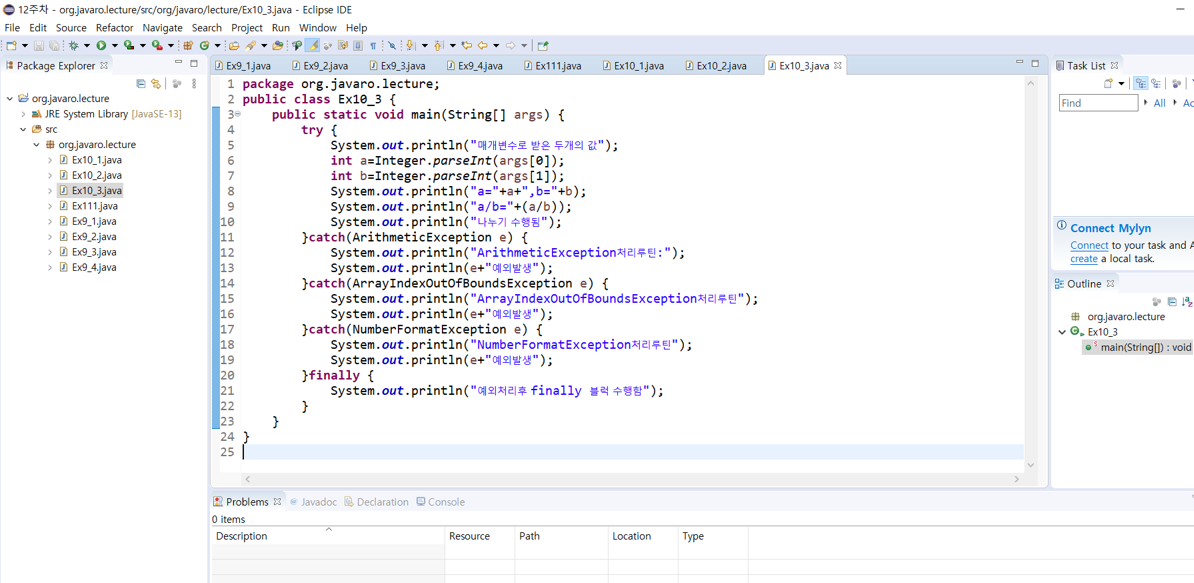 12주차 - org.javaro.lecture/src/org/javaro/lecture/Ex10_3.java - Eclipse IDE
File Edit Source Refactor Navigate Search Project Run Window Help
Package Explorer
org.javaro.lecture
JRE System Library [JavaSE-13]
src
org.javaro.lecture
Ex10_1.java
Ex10_2.java
Ex10_3.java
Ex111.java
Ex9_1.java
Ex9_2.java
Ex9_3.java
Ex9_4.java
Ex9_1.java Ex9_2.java Ex9_3.java Ex9_4.java Ex111.java Ex10_1.java Ex10_2.java Ex10_3.java
1 package org.javaro.lecture;
2 public class Ex10_3 {
3 public static void main(String[] args) {
4 try {
5 System.out.println("매개변수로 받은 두개의 값");
6 int a=Integer.parseInt(args[0]);
7 int b=Integer.parseInt(args[1]);
8 System.out.println("a="+a+",b="+b);
9 System.out.println("a/b="+(a/b));
10 System.out.println("나누기 수행됨");
11 }catch(ArithmeticException e) {
12 System.out.println("ArithmeticException처리루틴:");
13 System.out.println(e+"예외발생");
14 }catch(ArrayIndexOutOfBoundsException e) {
15 System.out.println("ArrayIndexOutOfBoundsException처리루틴");
16 System.out.println(e+"예외발생");
17 }catch(NumberFormatException e) {
18 System.out.println("NumberFormatException처리루틴");
19 System.out.println(e+"예외발생");
20 }finally {
21 System.out.println("예외처리후 finally 블럭 수행함");
22 }
23 }
24 }
25
Task List
Find All
Connect Mylyn
Connect to your task and
create a local task.
Outline
org.javaro.lecture
Ex10_3
main(String[]) : void
Problems Javadoc Declaration Console
0 items
Description Resource Path Location Type